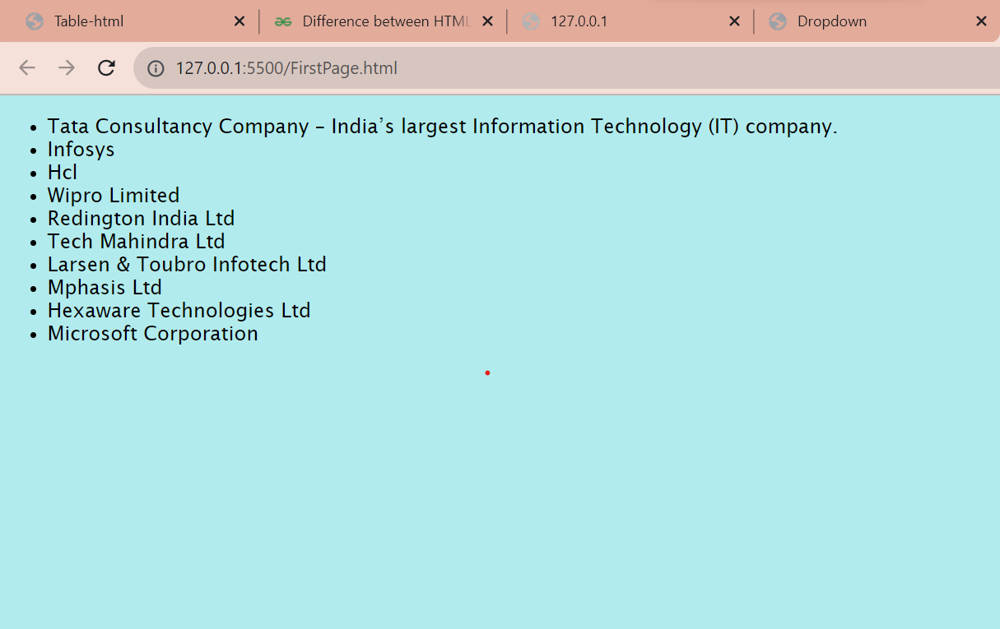 Table-html
Difference between HTML
127.0.0.1
Dropdown
127.0.0.1:5500/FirstPage.html
Tata Consultancy Company – India's largest Information Technology (IT) company.
Infosys
Hcl
Wipro Limited
Redington India Ltd
Tech Mahindra Ltd
Larsen & Toubro Infotech Ltd
Mphasis Ltd
Hexaware Technologies Ltd
Microsoft Corporation